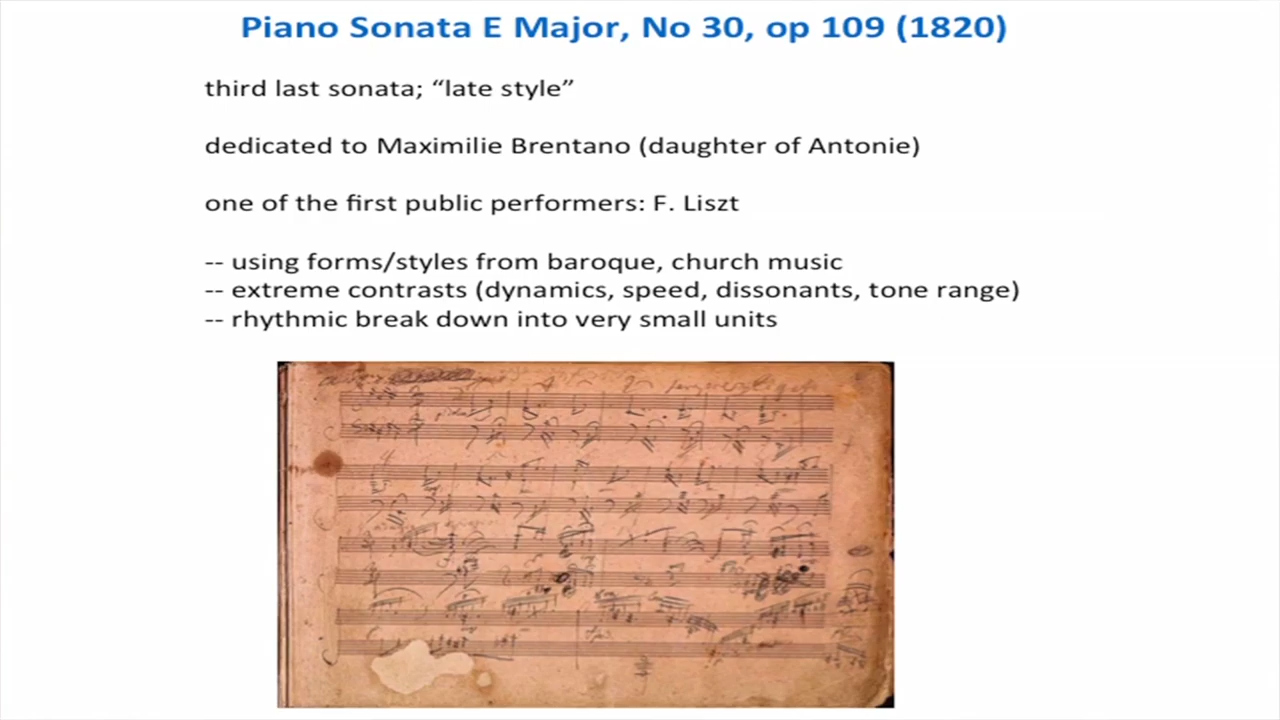 Piano Sonata E Major, No 30, op 109 (1820)
third last sonata; “late style”
dedicated to Maximilie Brentano (daughter of Antonie)
one of the first public performers: F. Liszt
-- using forms/styles from baroque, church music
-- extreme contrasts (dynamics, speed, dissonants, tone range)
-- rhythmic break down into very small units